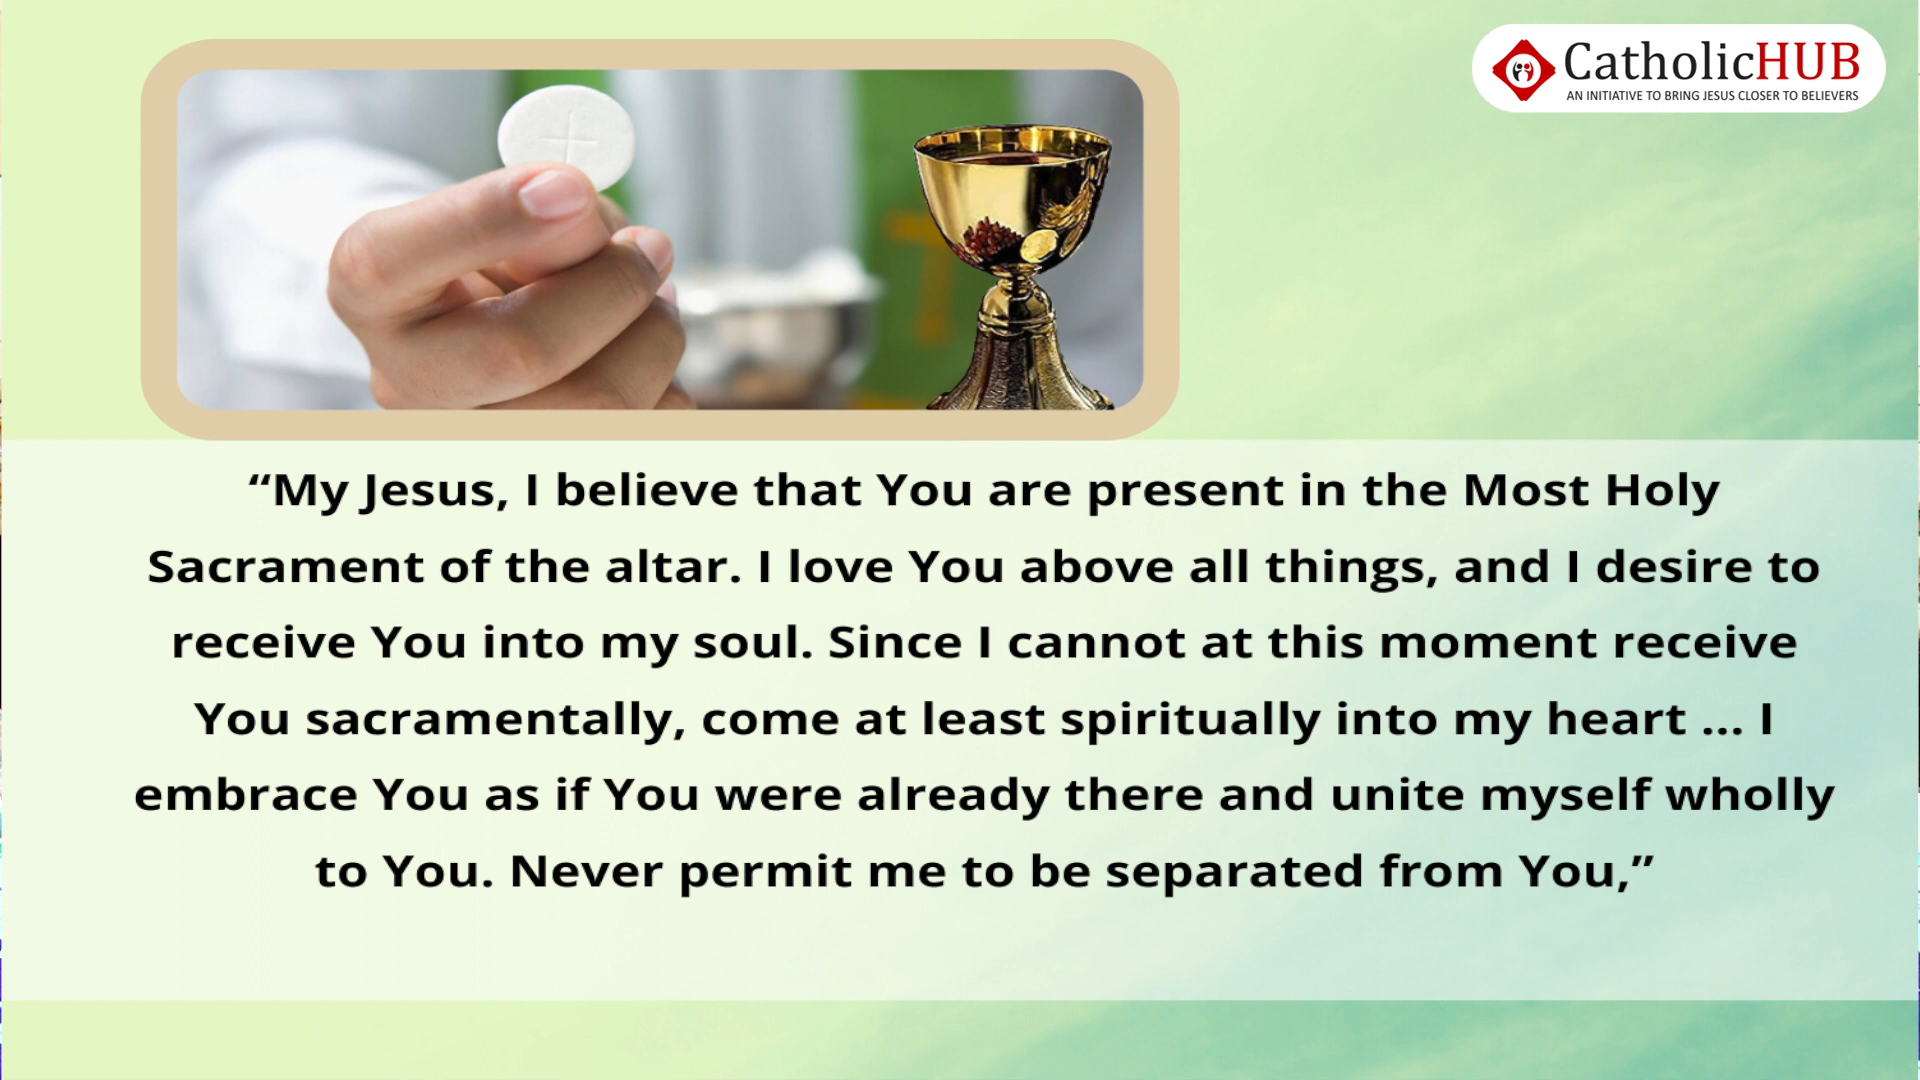 CatholicHUB
AN INITIATIVE TO BRING JESUS CLOSER TO BELIEVERS
“My Jesus, I believe that You are present in the Most Holy
Sacrament of the altar. I love You above all things, and I desire to
receive You into my soul. Since I cannot at this moment receive
You sacramentally, come at least spiritually into my heart ... I
embrace You as if You were already there and unite myself wholly
to You. Never permit me to be separated from You,”